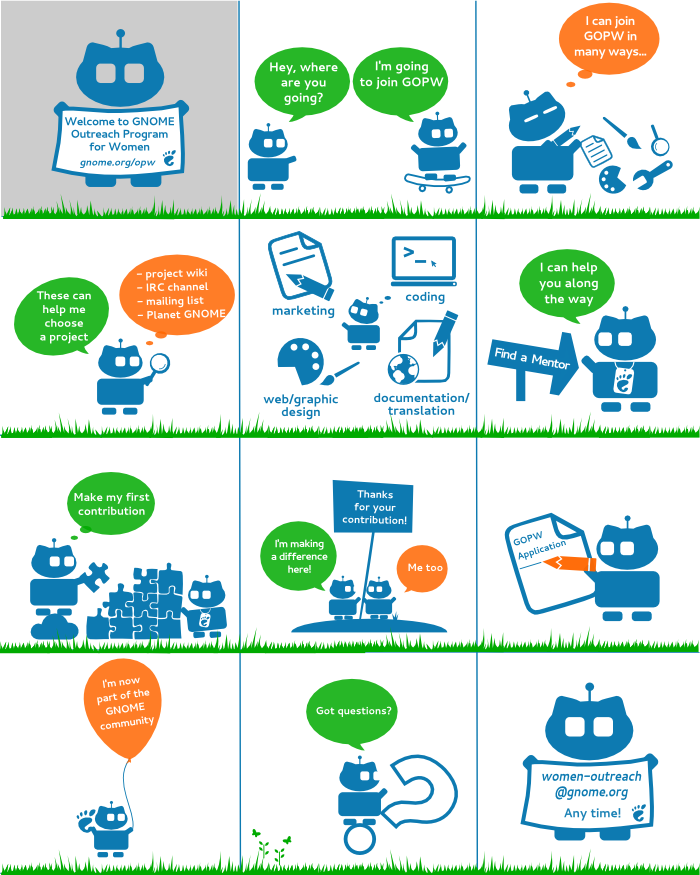 Welcome to GNOME
Outreach Program
for Women
gnome.org/opw
Hey, where
are you
going?
I'm going
to join GOPW
I can join
GOPW in
many ways...
These can
help me
choose
a project
- project wiki
- IRC channel
- mailing list
- Planet GNOME
marketing
>_
coding
web/graphic
design
documentation/
translation
I can help
you along
the way
Find a Mentor
Make my first
contribution
Thanks
for your
contribution!
I'm making
a difference
here!
Me too
GOPW
Application
I'm now
part of the
GNOME
community
Got questions?
women-outreach
@gnome.org
Any time!